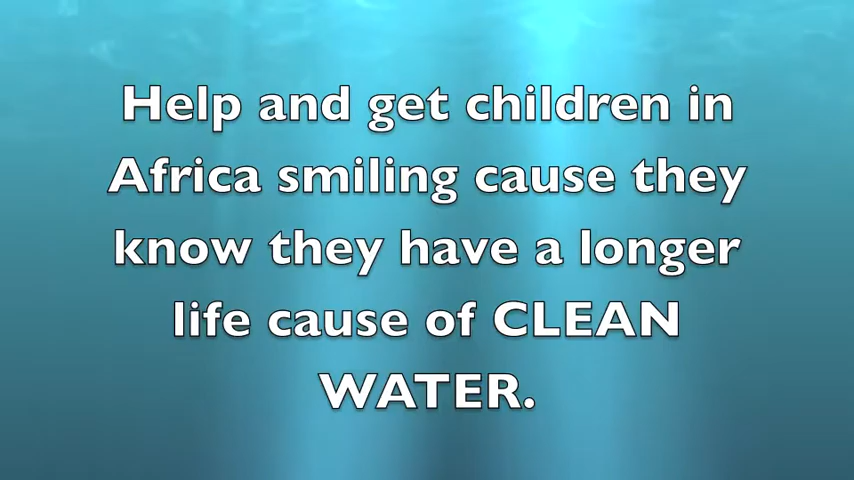 Help and get children in
Africa smiling cause they
know they have a longer
life cause of CLEAN
WATER.